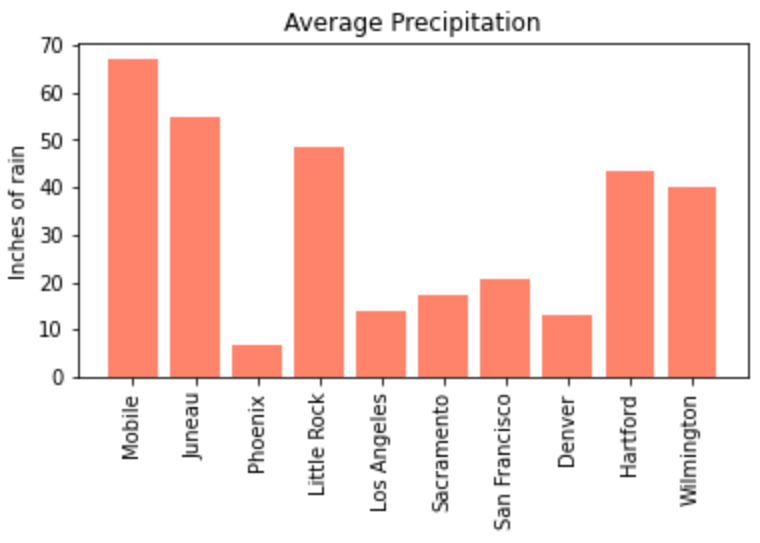 Average Precipitation
70
60
50
40
30
20
10
0
Inches of rain
Mobile
Juneau
Phoenix
Little Rock
Los Angeles
Sacramento
San Francisco
Denver
Hartford
Wilmington